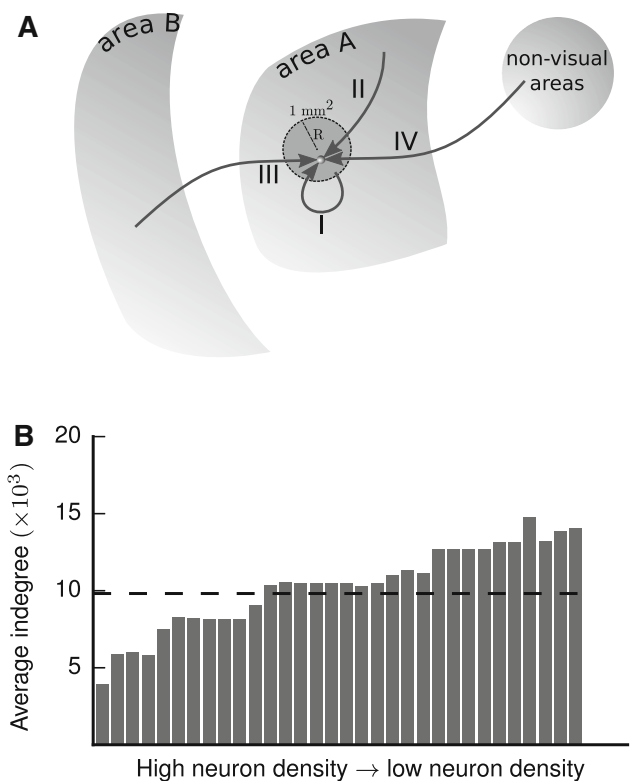 A
area B
area A
non-visual
areas
1 mm²
R
II
IV
III
I
B
20
15
10
5
Average indegree (×10³)
High neuron density → low neuron density